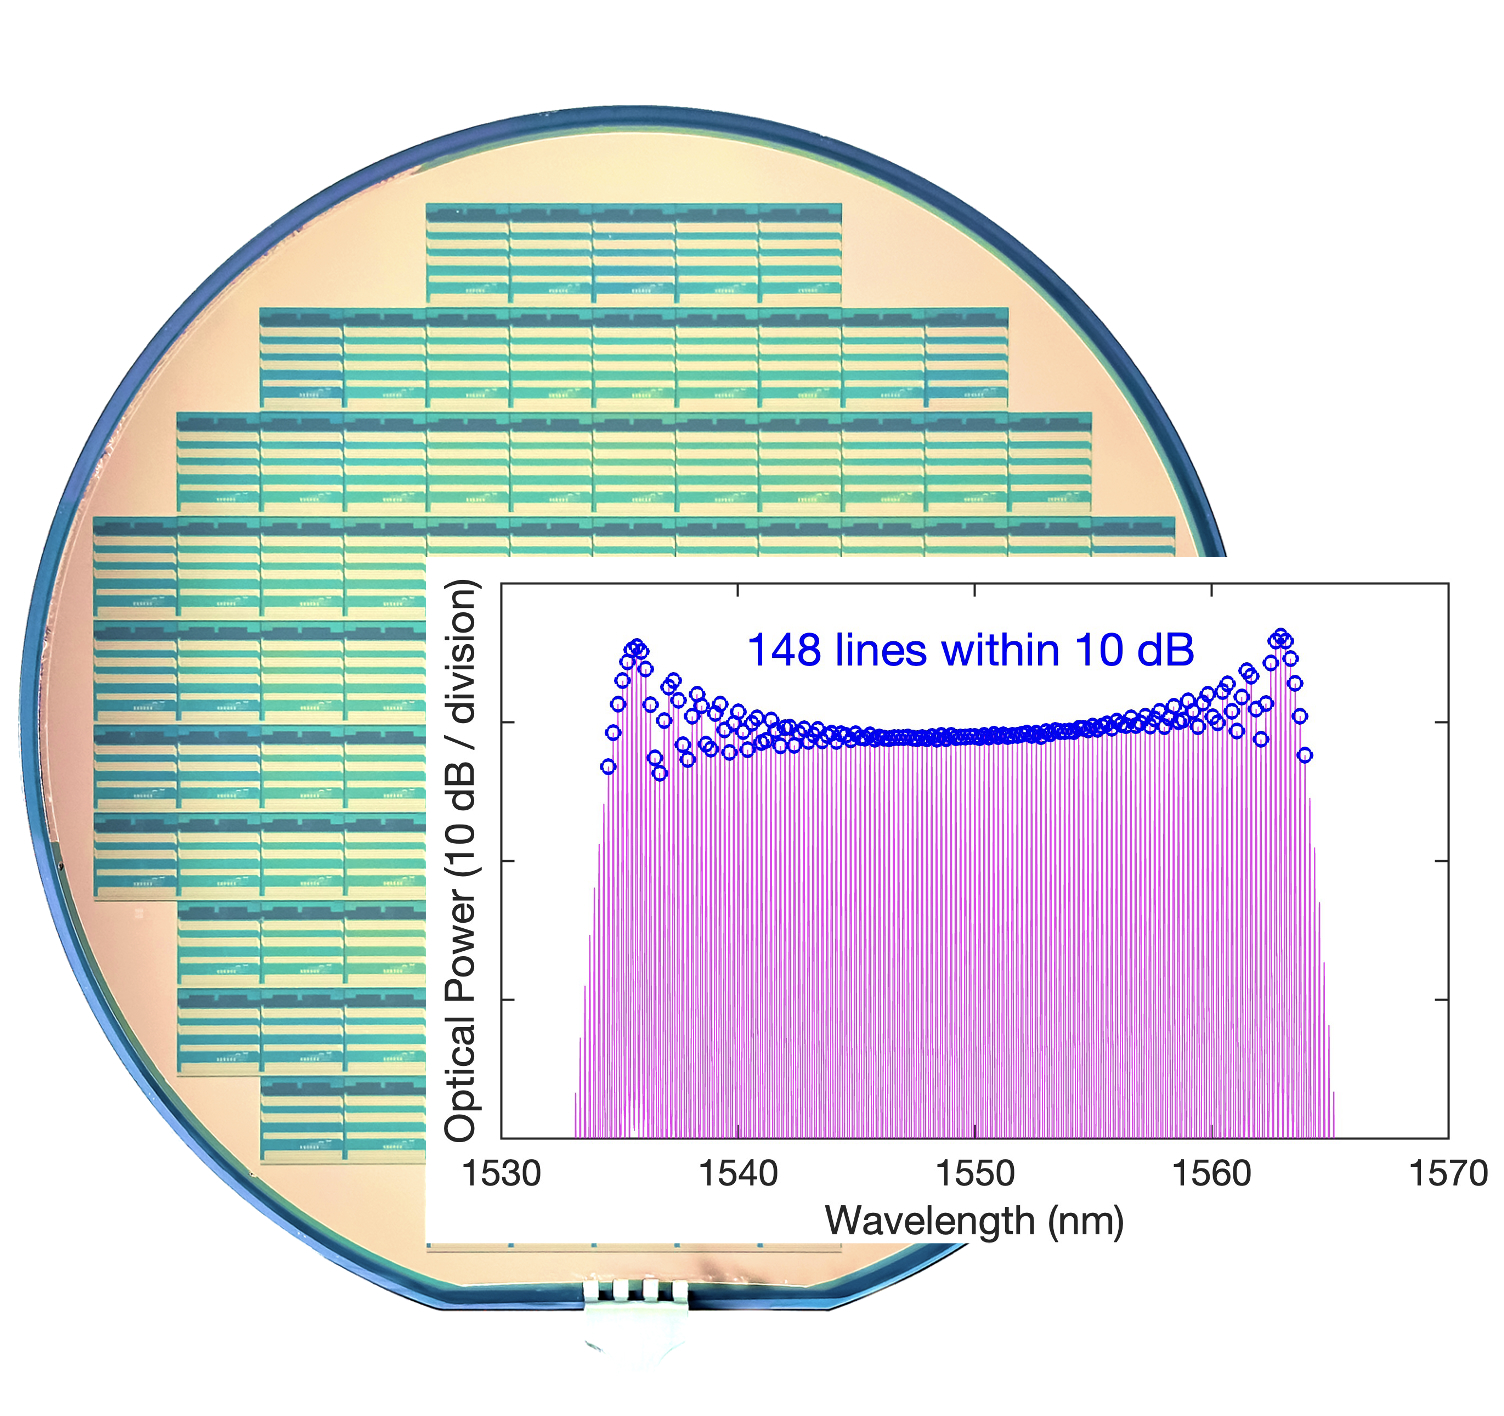 148 lines within 10 dB
Optical Power (10 dB / division)
1530 1540 1550 1560 1570
Wavelength (nm)